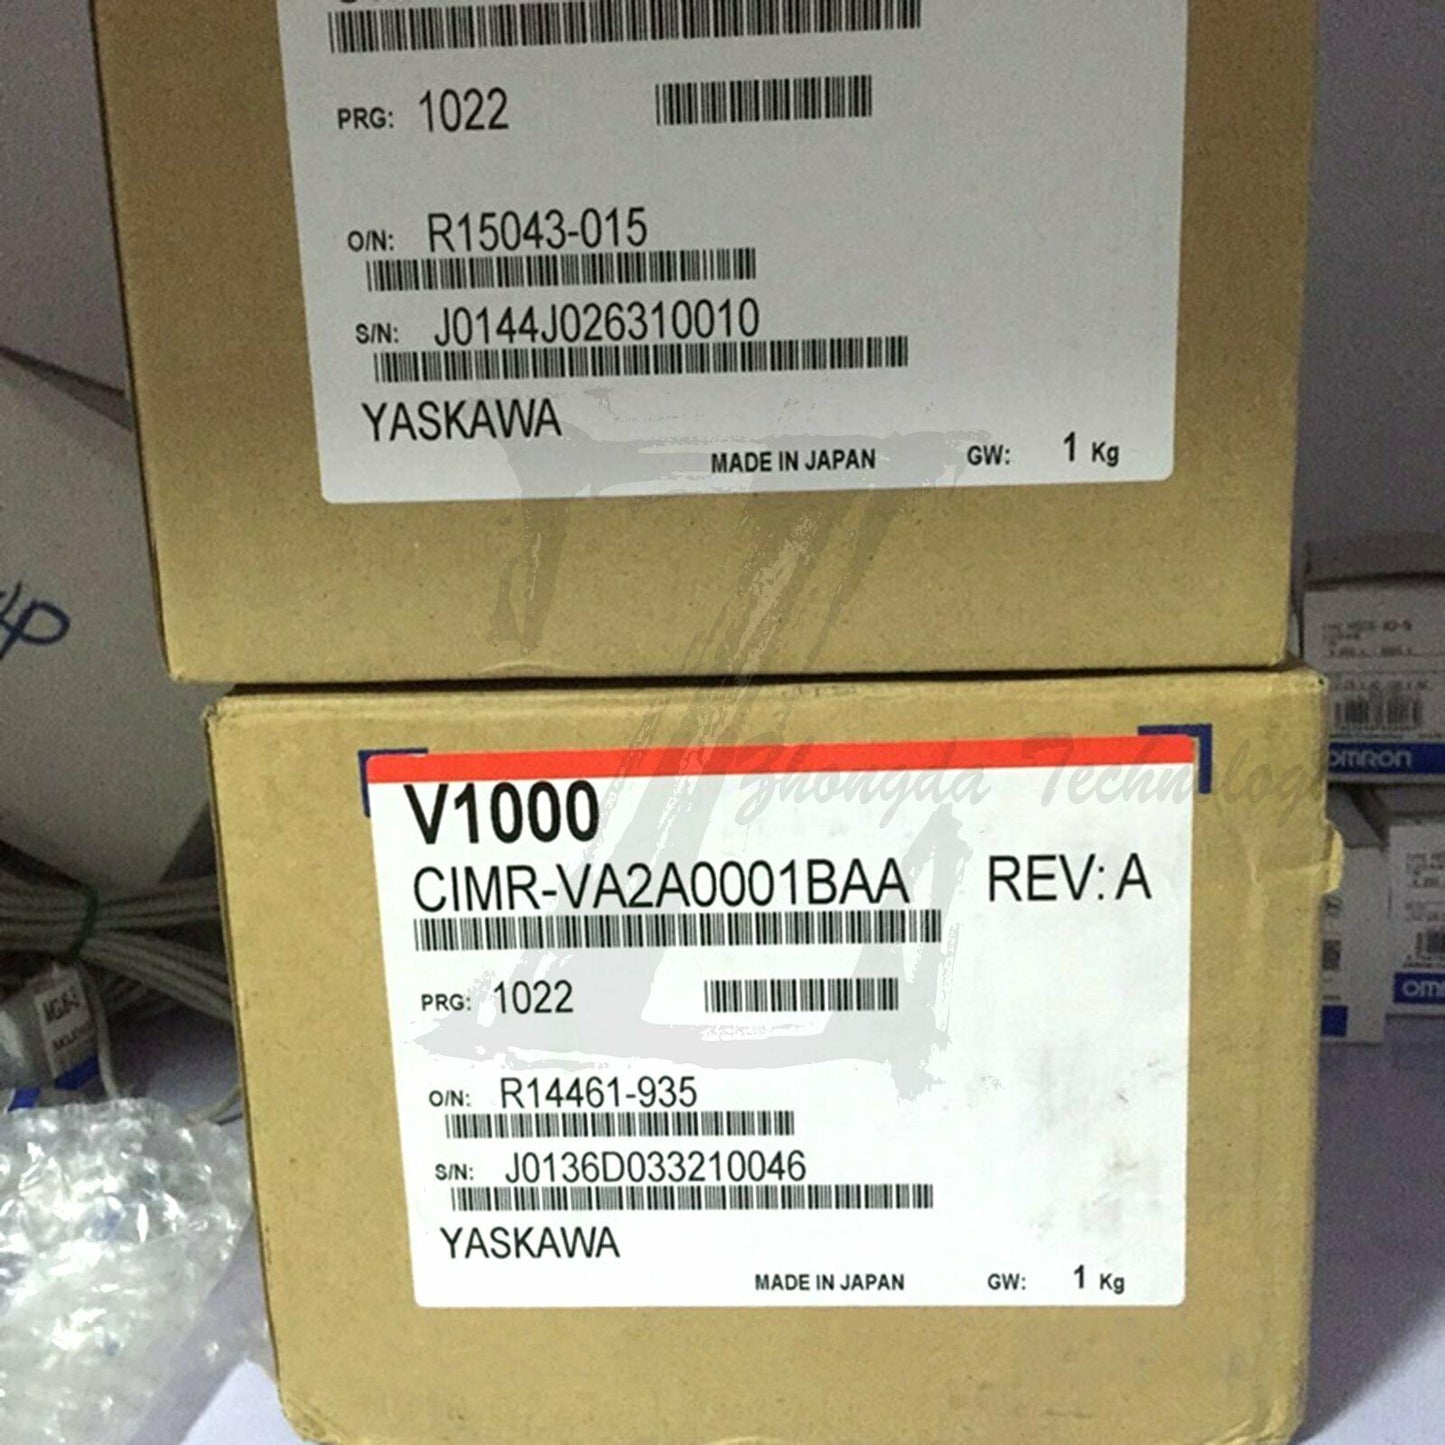 PRG: 1022
O/N: R15043-015
S/N: J0144J026310010
YASKAWA
MADE IN JAPAN GW: 1 Kg
OMRON
Zhongda Technology
V1000
CIMR-VA2A0001BAA REV: A
PRG: 1022
O/N: R14461-935
S/N: J0136D033210046
YASKAWA
MADE IN JAPAN GW: 1 Kg